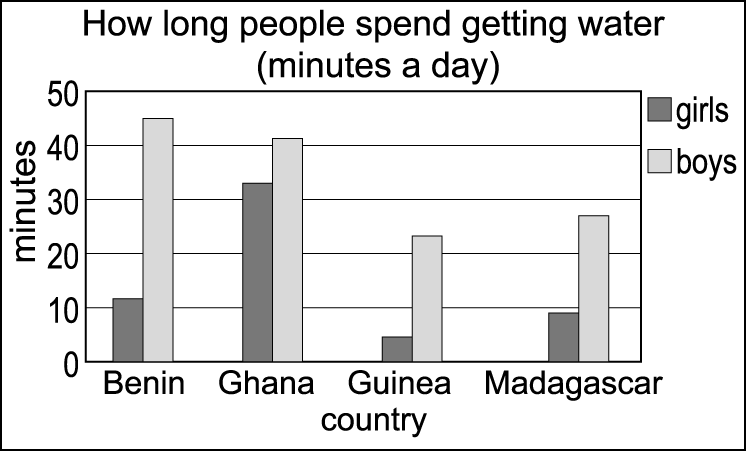 How long people spend getting water
(minutes a day)
50
40
30
20
10
0
minutes
girls
boys
Benin Ghana Guinea Madagascar
country